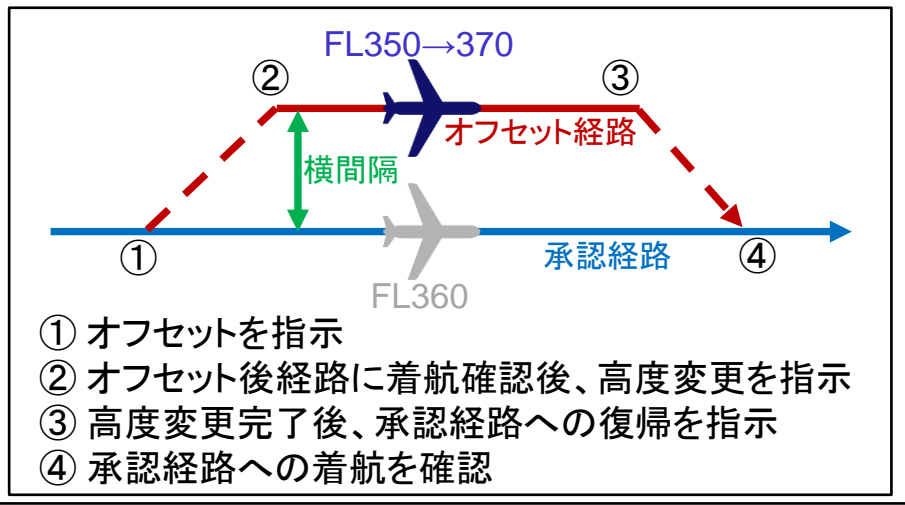 FL350→370
②
③
オフセット経路
横間隔
①
承認経路
④
FL360
① オフセットを指示
② オフセット後経路に着航確認後、高度変更を指示
③ 高度変更完了後、承認経路への復帰を指示
④ 承認経路への着航を確認